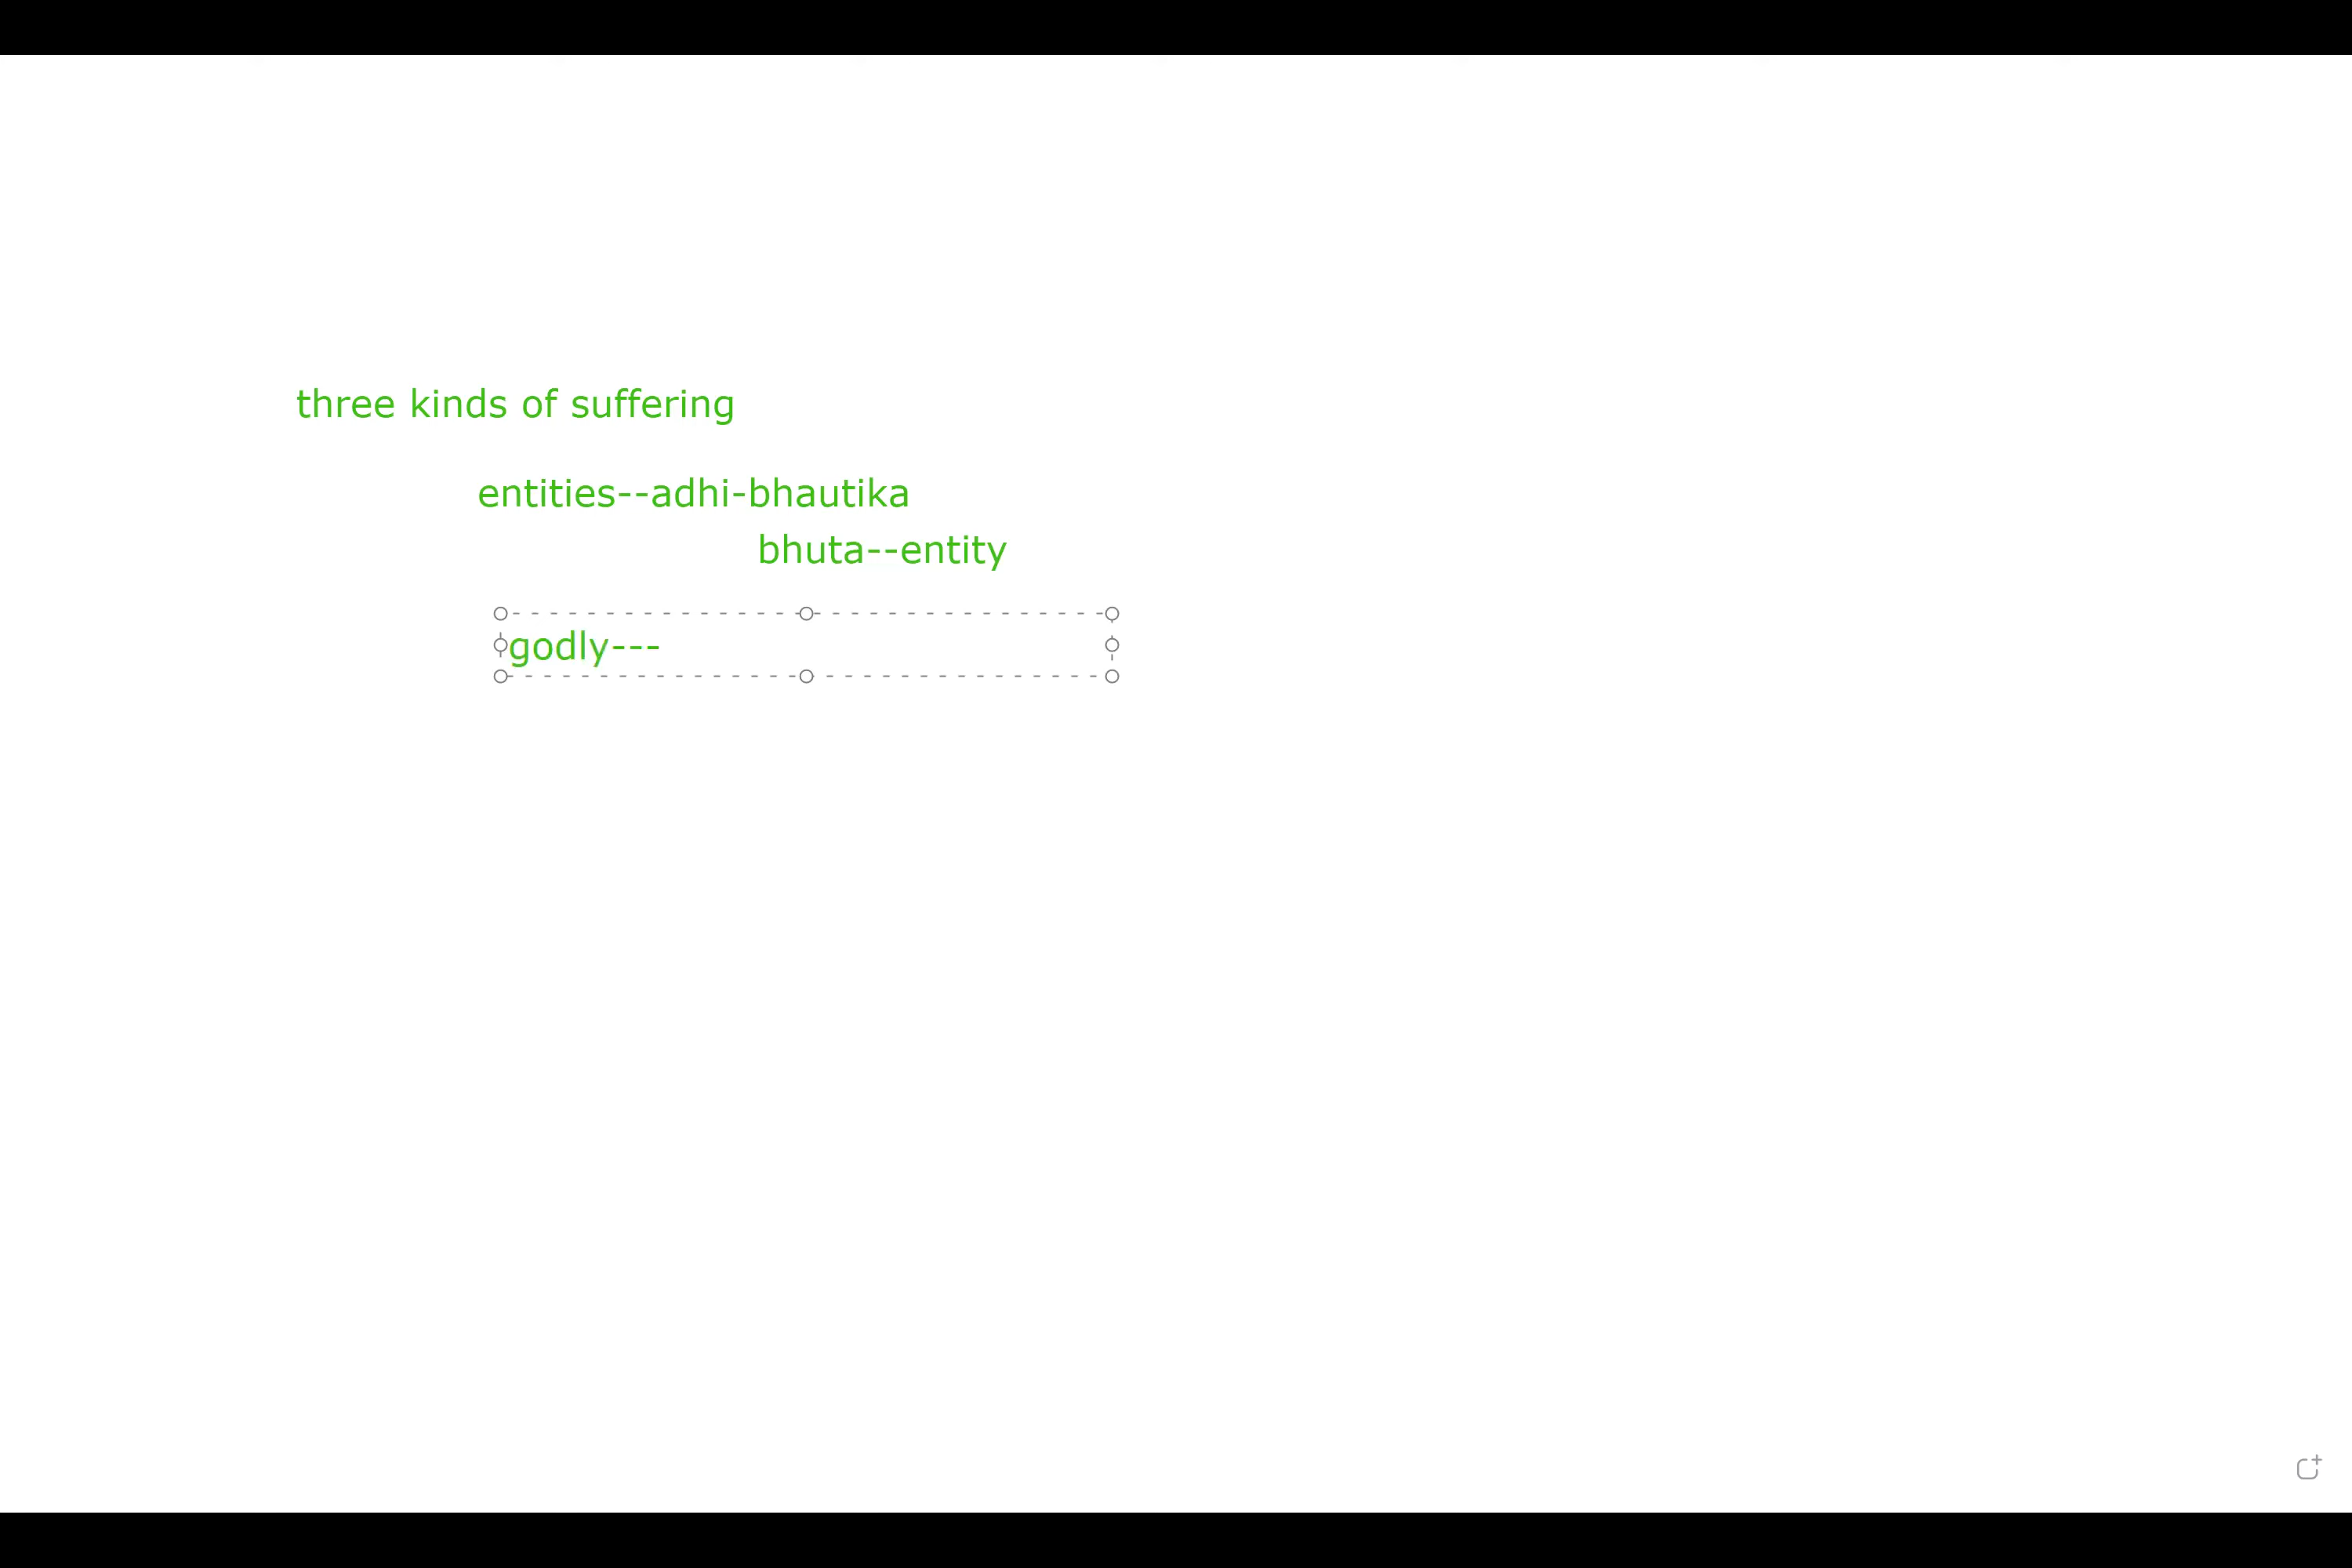 three kinds of suffering
entities--adhi-bhautika
bhuta--entity
godly---